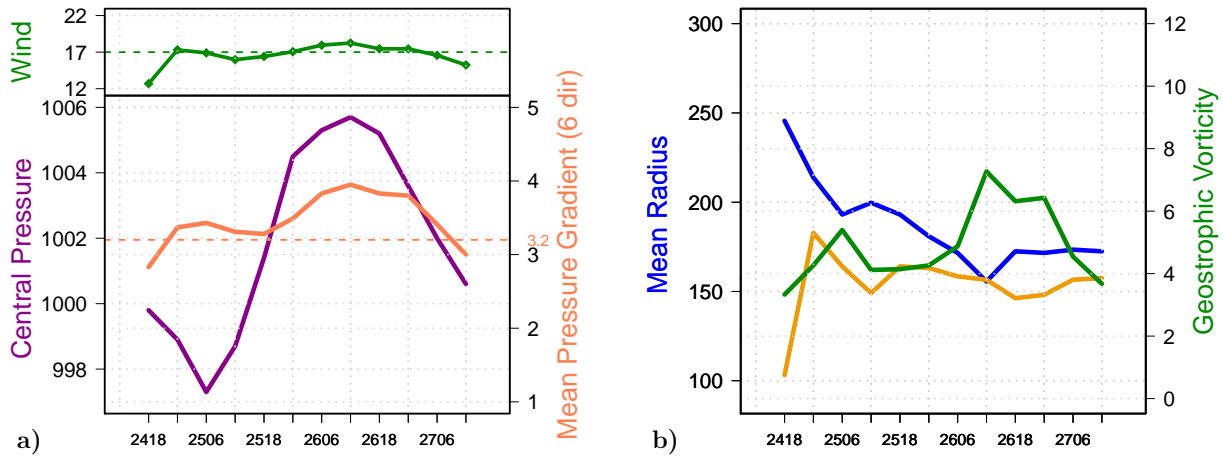 Wind
22
17
12
Central Pressure
1006
1004
1002
1000
998
5
4
3.2
3
2
1
Mean Pressure Gradient (6 dir)
2418 2506 2518 2606 2618 2706
a)
Mean Radius
300
250
200
150
100
12
10
8
6
4
2
0
Geostrophic Vorticity
2418 2506 2518 2606 2618 2706
b)